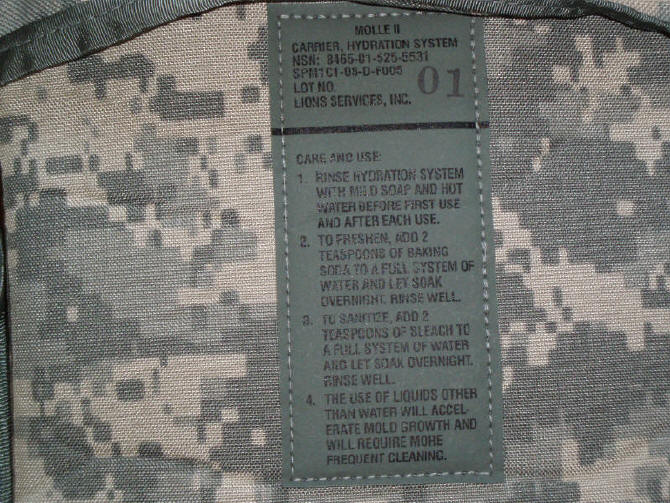 MOLLE II
CARRIER, HYDRATION SYSTEM
NSN: 8465-01-525-5531
SPM1C1-08-D-F005
LOT NO. 01
LIONS SERVICES, INC.
CARE AND USE:
1. RINSE HYDRATION SYSTEM
WITH MILD SOAP AND HOT
WATER BEFORE FIRST USE
AND AFTER EACH USE.
2. TO FRESHEN, ADD 2
TEASPOONS OF BAKING
SODA TO A FULL SYSTEM OF
WATER AND LET SOAK
OVERNIGHT. RINSE WELL.
3. TO SANITIZE, ADD 2
TEASPOONS OF BLEACH TO
A FULL SYSTEM OF WATER
AND LET SOAK OVERNIGHT.
RINSE WELL.
4. THE USE OF LIQUIDS OTHER
THAN WATER WILL ACCEL-
ERATE MOLD GROWTH AND
WILL REQUIRE MORE
FREQUENT CLEANING.